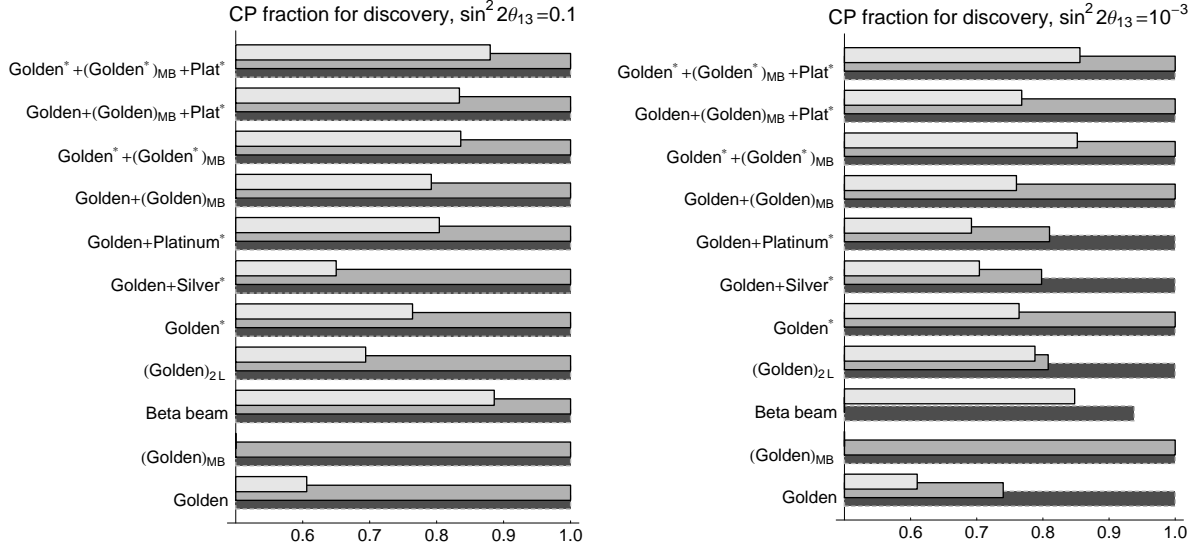 CP fraction for discovery, sin² 2θ₁₃=0.1
Golden* +(Golden*)MB +Plat*
Golden+(Golden)MB +Plat*
Golden* +(Golden*)MB
Golden+(Golden)MB
Golden+Platinum*
Golden+Silver*
Golden*
(Golden)2L
Beta beam
(Golden)MB
Golden
0.6 0.7 0.8 0.9 1.0
CP fraction for discovery, sin² 2θ₁₃=10⁻³
Golden* +(Golden*)MB +Plat*
Golden+(Golden)MB +Plat*
Golden* +(Golden*)MB
Golden+(Golden)MB
Golden+Platinum*
Golden+Silver*
Golden*
(Golden)2L
Beta beam
(Golden)MB
Golden
0.6 0.7 0.8 0.9 1.0